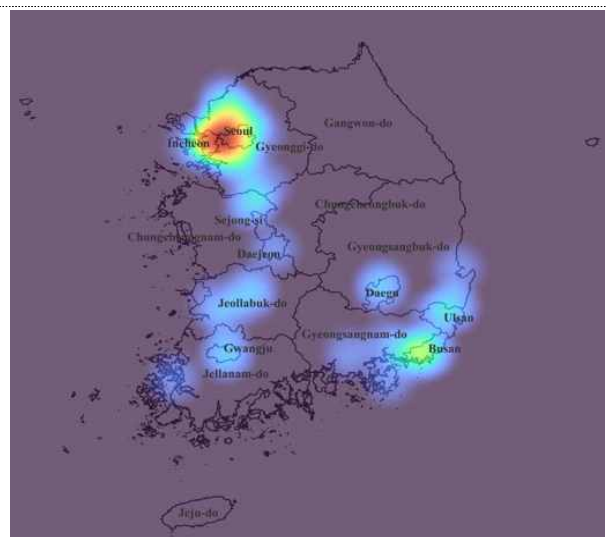 Gangwon-do
Seoul
Incheon
Gyeonggi-do
Chungcheongbuk-do
Sejong-si
Chungcheongnam-do
Gyeongsangbuk-do
Daejeon
Daegu
Jeollabuk-do
Ulsan
Gyeongsangnam-do
Gwangju
Busan
Jellanam-do
Jeju-do